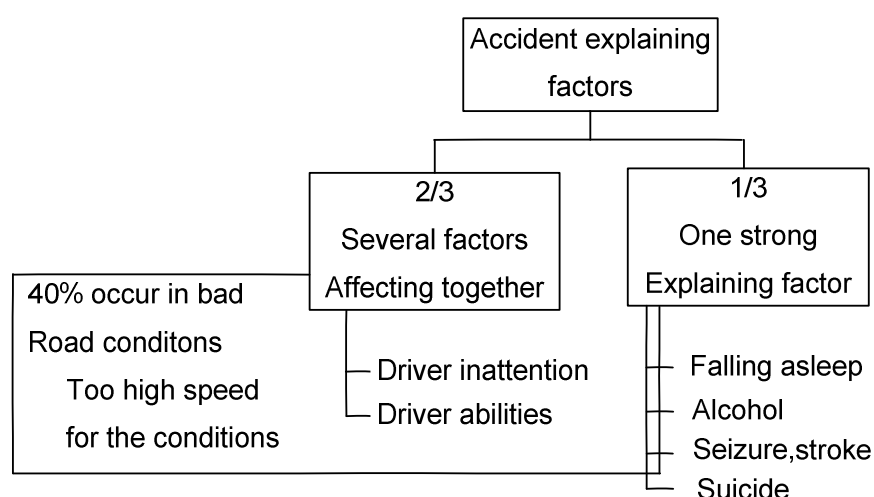 Accident explaining
factors
2/3
Several factors
Affecting together
1/3
One strong
Explaining factor
40% occur in bad
Road conditons
Too high speed
for the conditions
Driver inattention
Driver abilities
Falling asleep
Alcohol
Seizure,stroke
Suicide